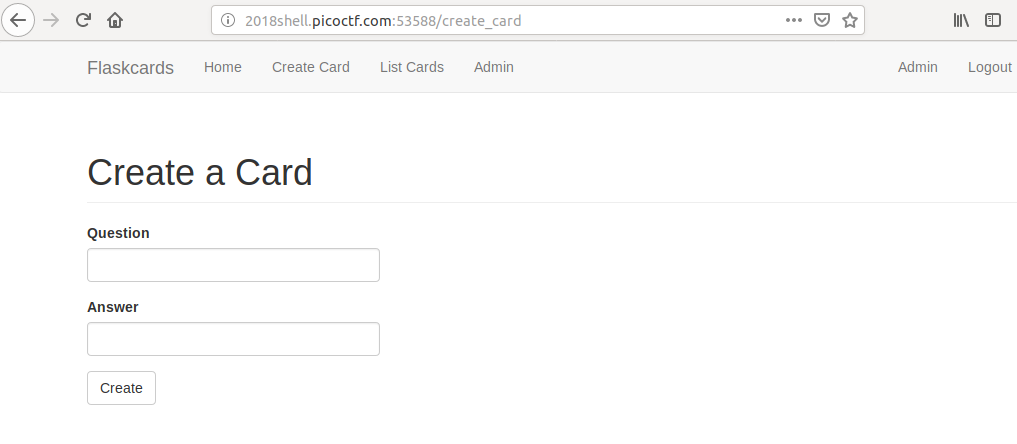 2018shell.picoctf.com:53588/create_card
Flaskcards Home Create Card List Cards Admin Admin Logout
Create a Card
Question
Answer
Create